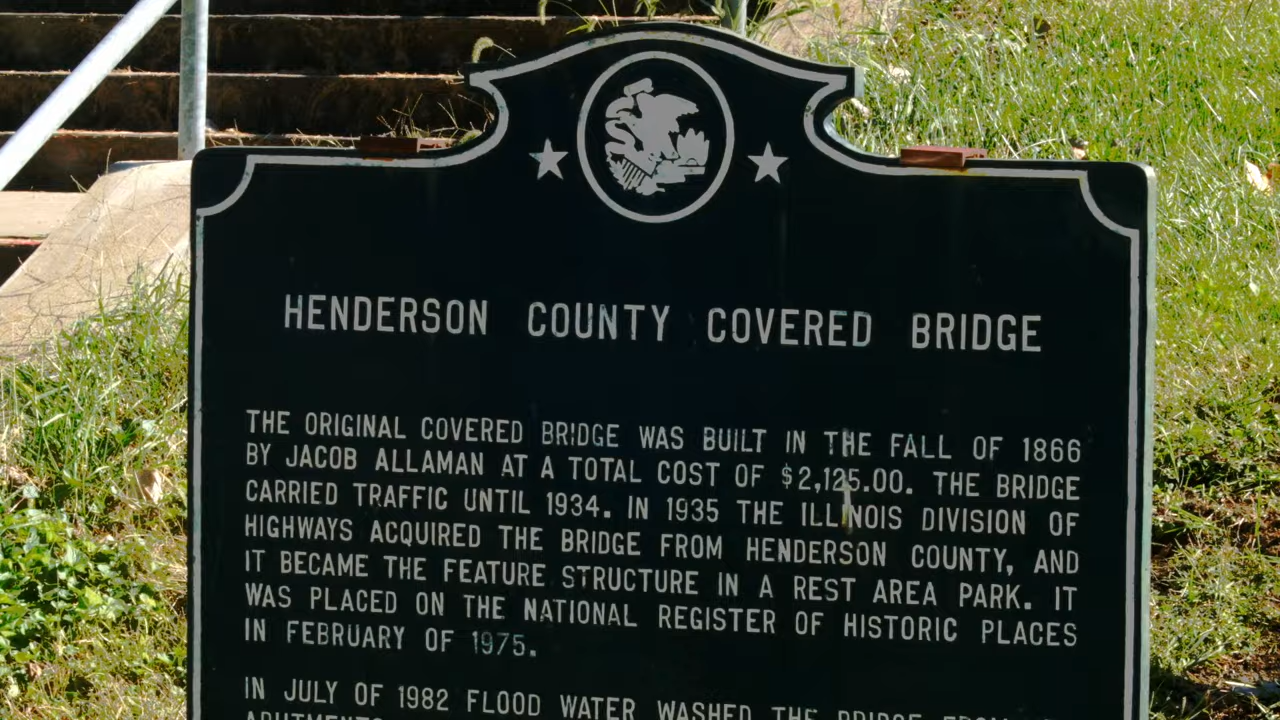 HENDERSON COUNTY COVERED BRIDGE
THE ORIGINAL COVERED BRIDGE WAS BUILT IN THE FALL OF 1866
BY JACOB ALLAMAN AT A TOTAL COST OF $2,125.00. THE BRIDGE
CARRIED TRAFFIC UNTIL 1934. IN 1935 THE ILLINOIS DIVISION OF
HIGHWAYS ACQUIRED THE BRIDGE FROM HENDERSON COUNTY, AND
IT BECAME THE FEATURE STRUCTURE IN A REST AREA PARK. IT
WAS PLACED ON THE NATIONAL REGISTER OF HISTORIC PLACES
IN FEBRUARY OF 1975.
IN JULY OF 1982 FLOOD WATER WASHED THE BRIDGE FROM